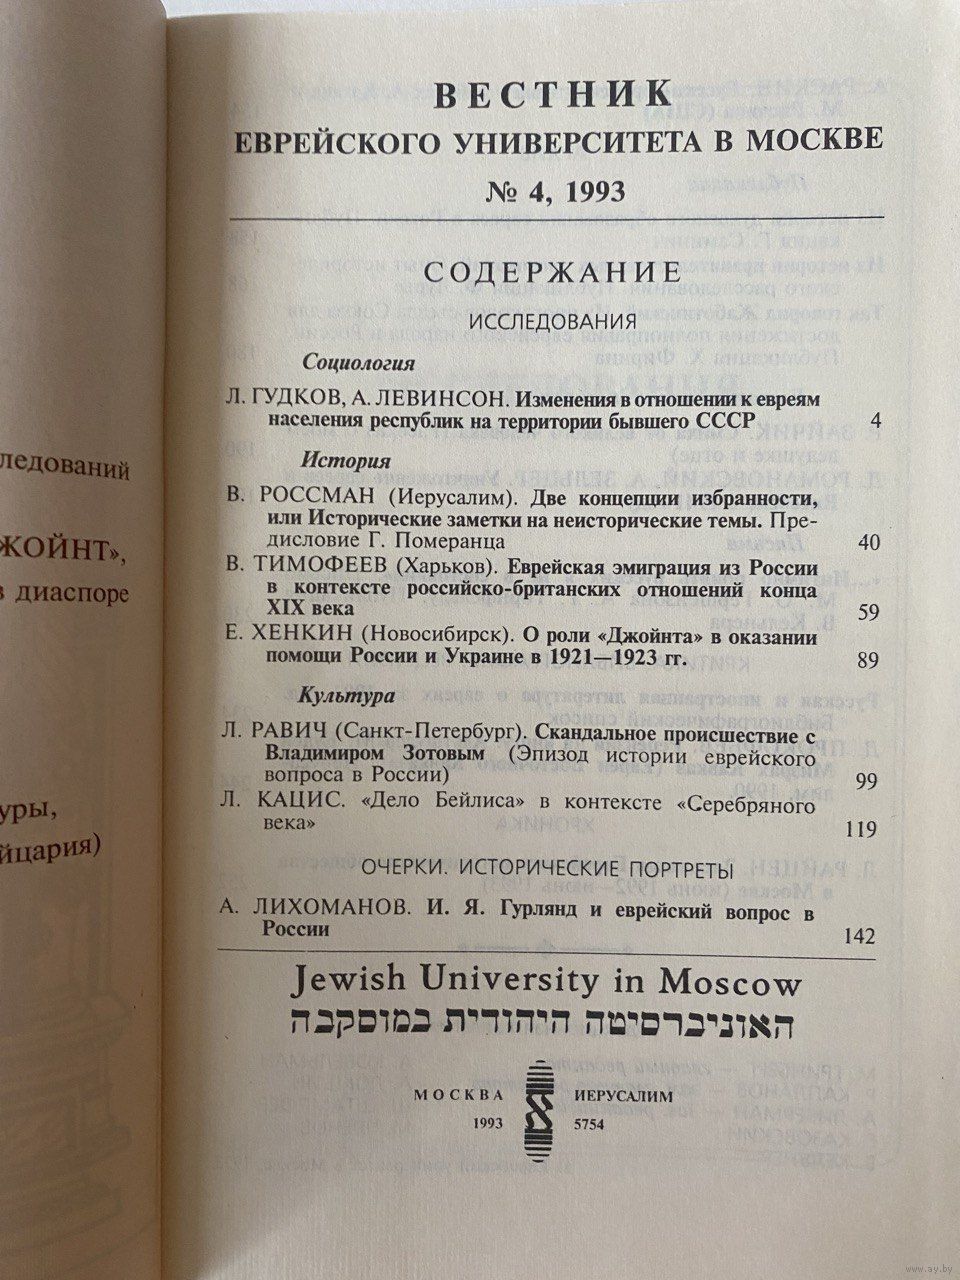 ледований
ЖОЙНТ»,
в диаспоре
уры,
йцария)
ВЕСТНИК
ЕВРЕЙСКОГО УНИВЕРСИТЕТА В МОСКВЕ
№ 4, 1993
СОДЕРЖАНИЕ
ИССЛЕДОВАНИЯ
Социология
Л. ГУДКОВ, А. ЛЕВИНСОН. Изменения в отношении к евреям
населения республик на территории бывшего СССР 4
История
В. РОССМАН (Иерусалим). Две концепции избранности,
или Исторические заметки на неисторические темы. Пре-
дисловие Г. Померанца 40
В. ТИМОФЕЕВ (Харьков). Еврейская эмиграция из России
в контексте российско-британских отношений конца
XIX века 59
Е. ХЕНКИН (Новосибирск). О роли «Джойнта» в оказании
помощи России и Украине в 1921—1923 гг. 89
Культура
Л. РАВИЧ (Санкт-Петербург). Скандальное происшествие с
Владимиром Зотовым (Эпизод истории еврейского
вопроса в России) 99
Л. КАЦИС. «Дело Бейлиса» в контексте «Серебряного
века» 119
ОЧЕРКИ. ИСТОРИЧЕСКИЕ ПОРТРЕТЫ
А. ЛИХОМАНОВ. И. Я. Гурлянд и еврейский вопрос в
России 142
Jewish University in Moscow
האוניברסיטה היהודית במוסקבה
МОСКВА ИЕРУСАЛИМ
1993 5754
www.ay.by